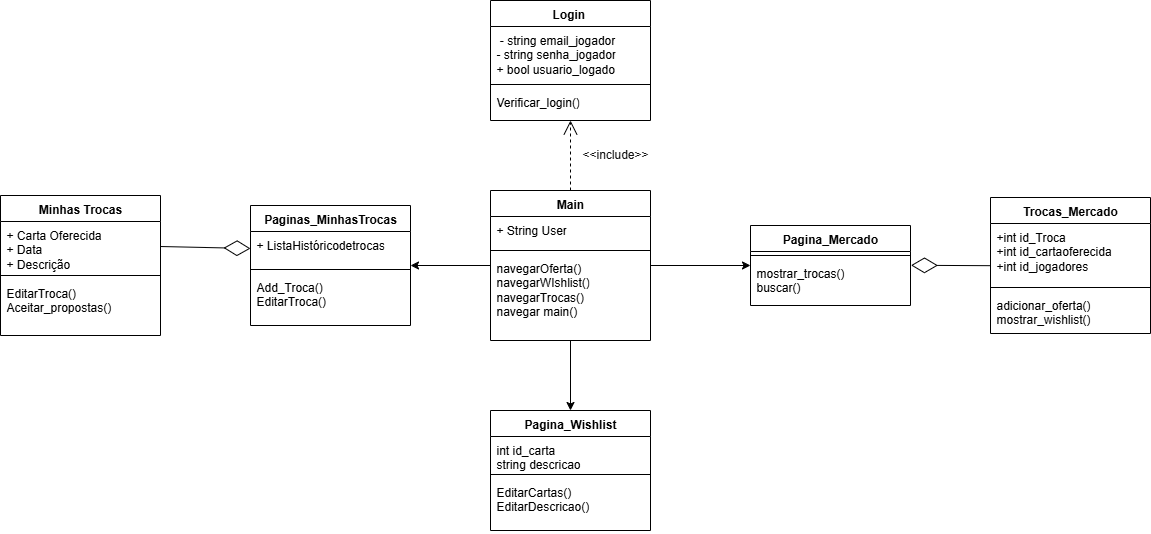 Login
- string email_jogador
- string senha_jogador
+ bool usuario_logado
Verificar_login()
<<include>>
Minhas Trocas
+ Carta Oferecida
+ Data
+ Descrição
EditarTroca()
Aceitar_propostas()
Paginas_MinhasTrocas
+ ListaHistóricodetrocas
Add_Troca()
EditarTroca()
Main
+ String User
navegarOferta()
navegarWIshlist()
navegarTrocas()
navegar main()
Pagina_Mercado
mostrar_trocas()
buscar()
Trocas_Mercado
+int id_Troca
+int id_cartaoferecida
+int id_jogadores
adicionar_oferta()
mostrar_wishlist()
Pagina_Wishlist
int id_carta
string descricao
EditarCartas()
EditarDescricao()